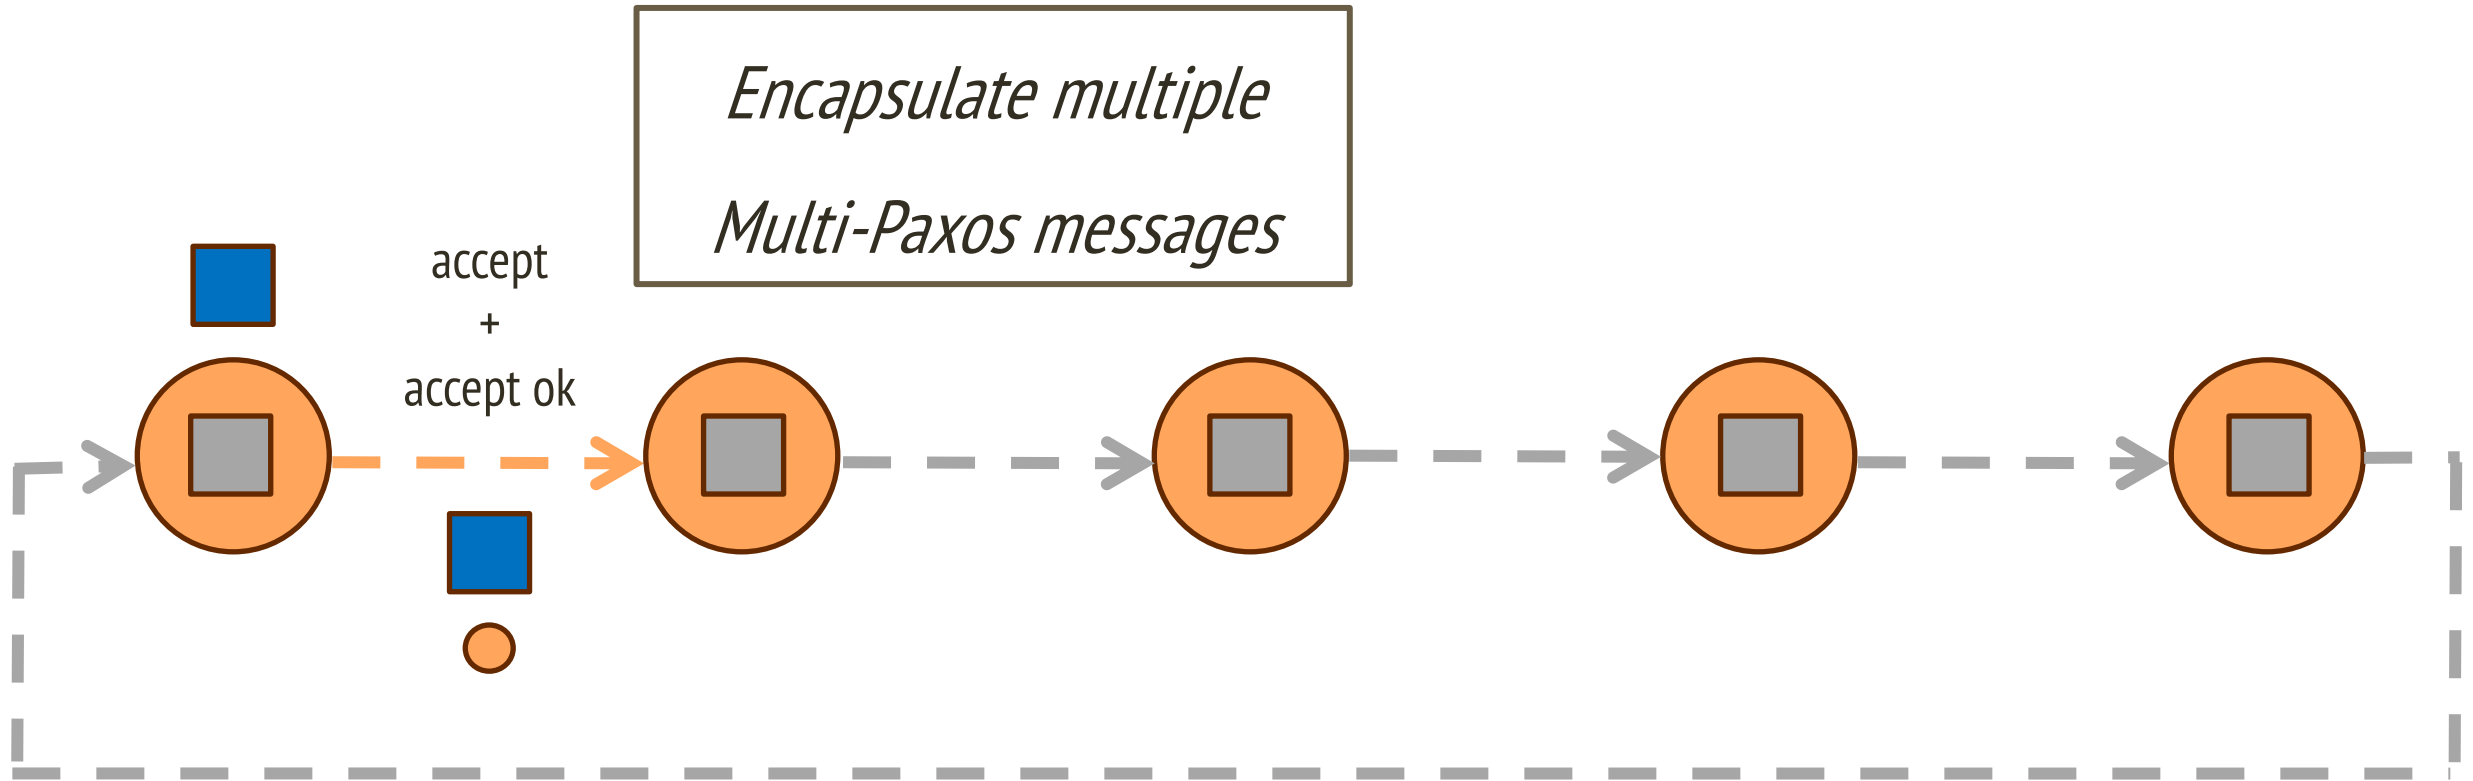 Encapsulate multiple
Multi-Paxos messages
accept
+
accept ok